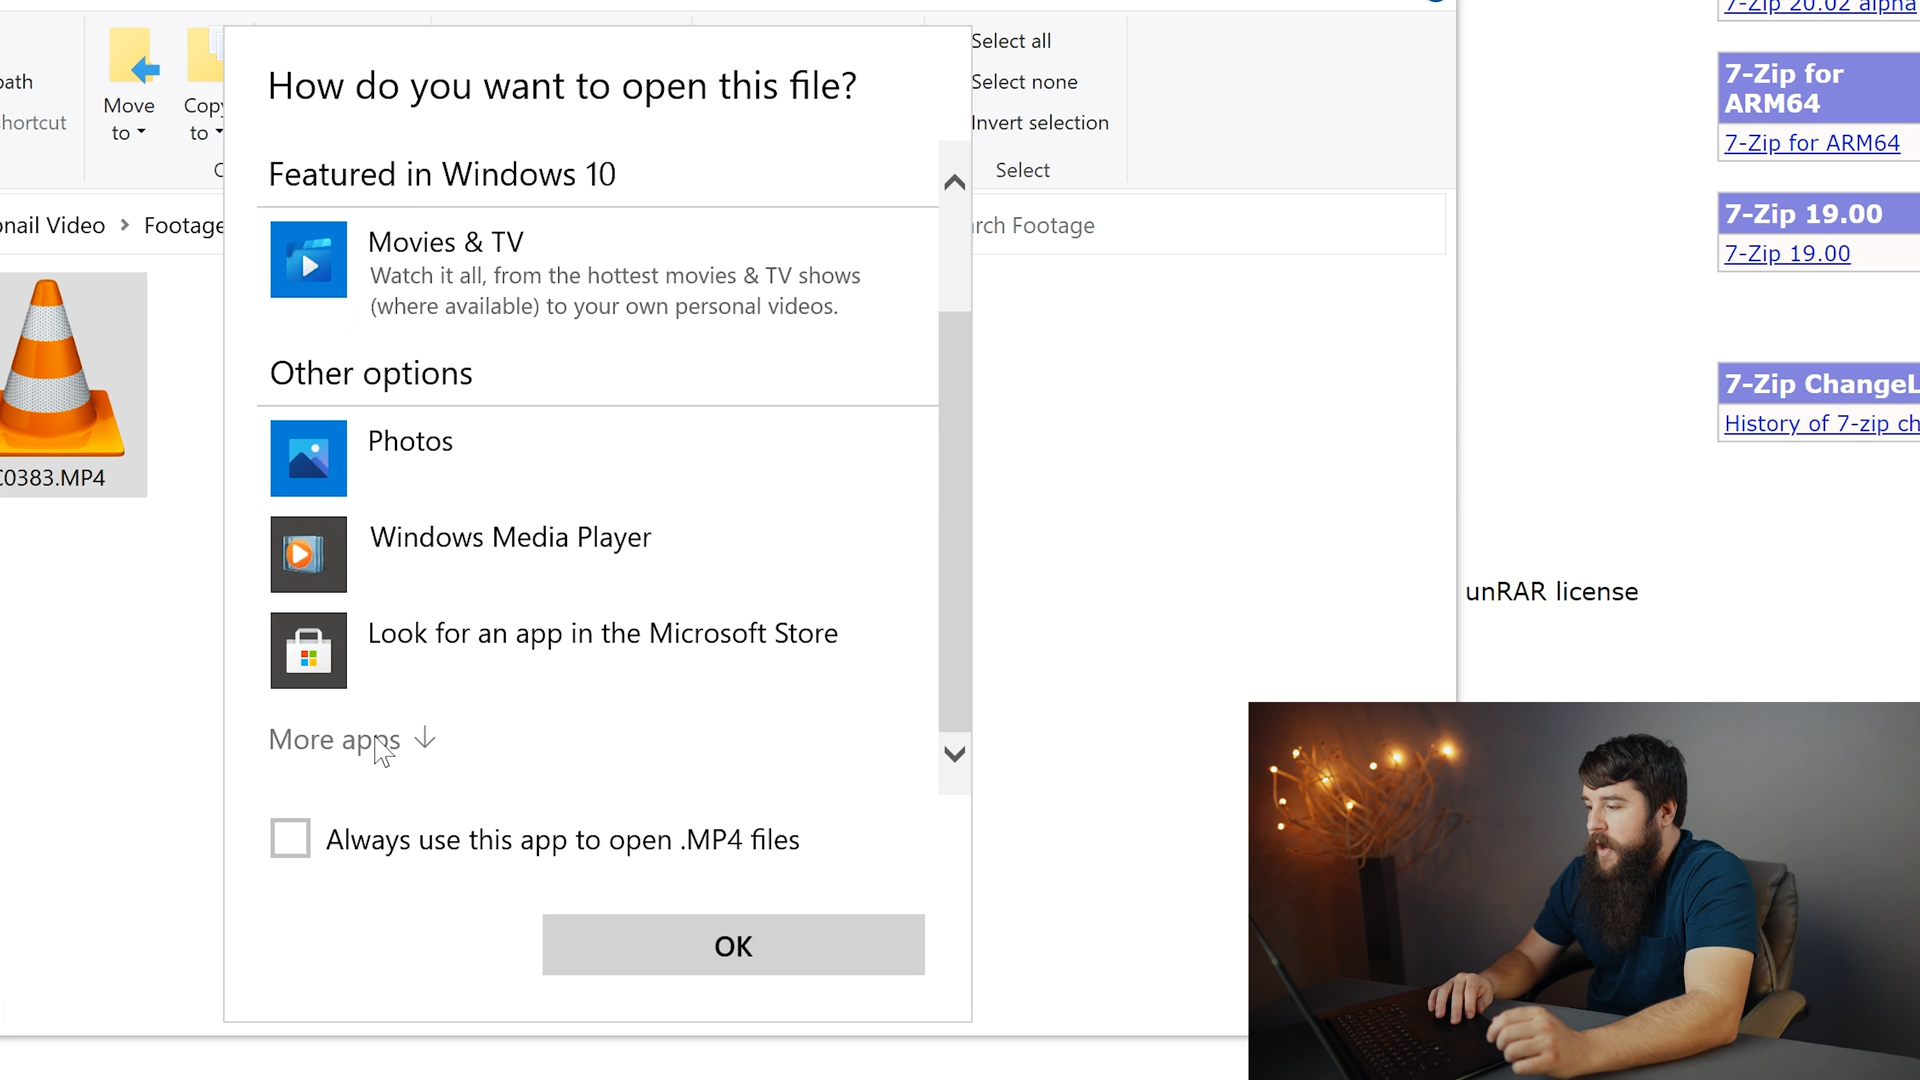 path
shortcut
Move
to
Copy
to
Select all
Select none
Invert selection
Select
nail Video > Footage
rch Footage
C0383.MP4
How do you want to open this file?
Featured in Windows 10
Movies & TV
Watch it all, from the hottest movies & TV shows
(where available) to your own personal videos.
Other options
Photos
Windows Media Player
Look for an app in the Microsoft Store
More apps
Always use this app to open .MP4 files
OK
7-Zip 20.02 alpha
7-Zip for
ARM64
7-Zip for ARM64
7-Zip 19.00
7-Zip 19.00
7-Zip ChangeL
History of 7-zip ch
unRAR license